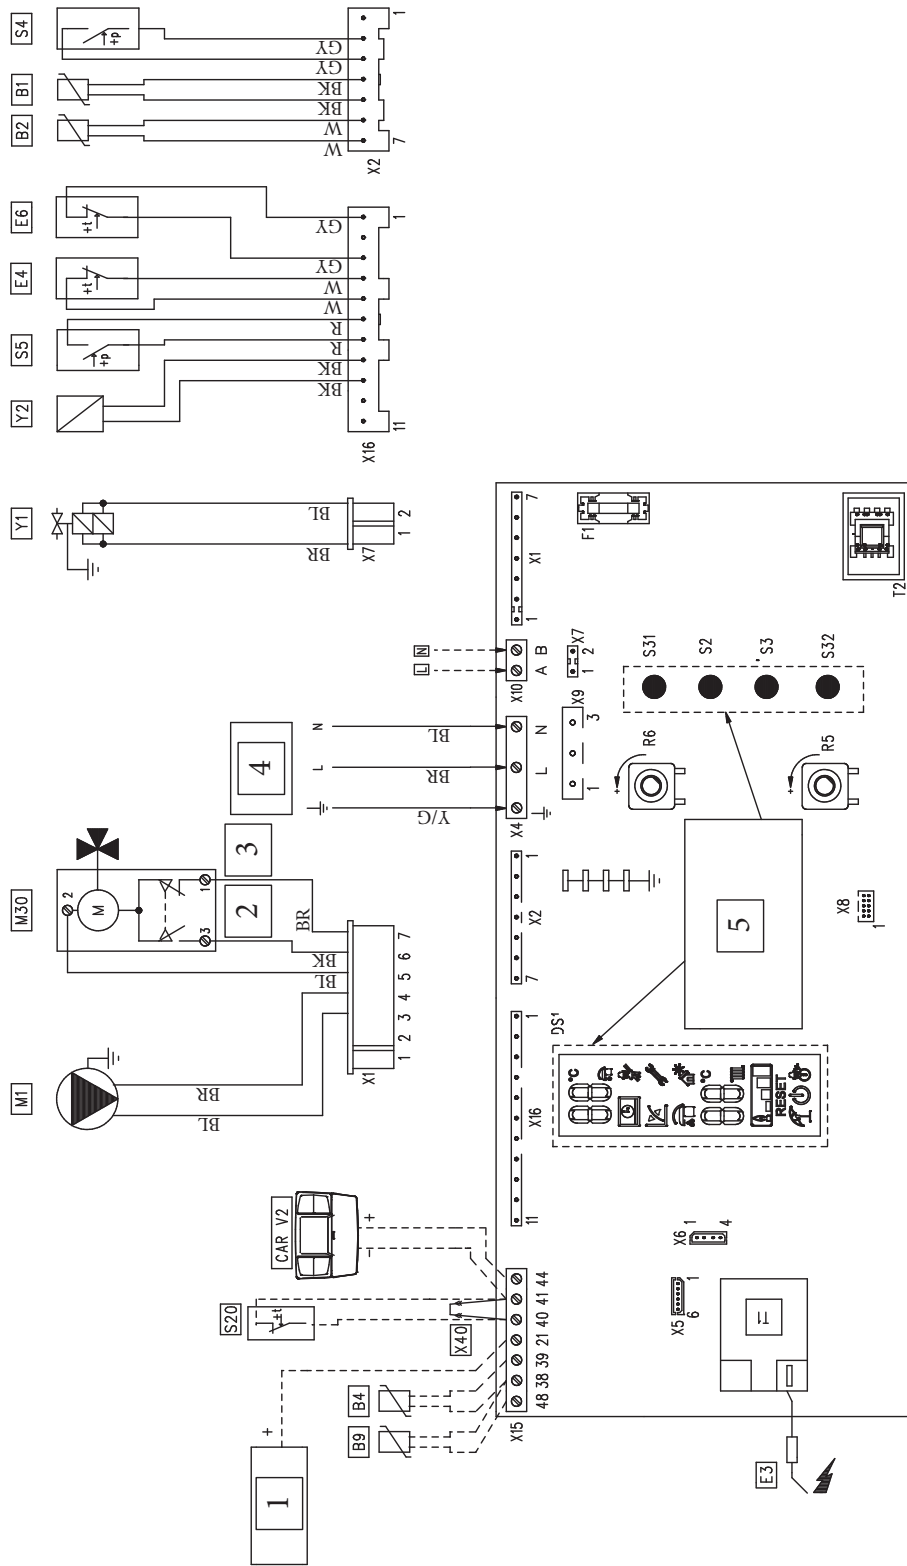 S4
+p
GY
GY
1
B1
BK
BK
B2
W
W
7
X2
E6
+t
GY
GY
1
E4
+t
W
W
S5
+p
R
R
Y2
BK
BK
11
X16
Y1
BL
BR
1 2
X7
M30
2
M
1
3
3
2
BR
BK
BL
M1
BR
BL
1 2 3 4 5 6 7
X1
4
N
L
BL
BR
Y/G
N
L
N
L
X4
B
A
X10
1
7
X1
F1
T2
X7
1 2
X9
1
3
S31
S2
S3
S32
R6
+
R5
+
1
7
X2
5
X8
1
1
11
X16
DS1
°C
°C
RESET
CAR V2
+
–
S20
±t
X40
1
+
B4
B9
48 38 39 21 40 41 44
X15
X6
1
4
X5
1
6
T1
E3